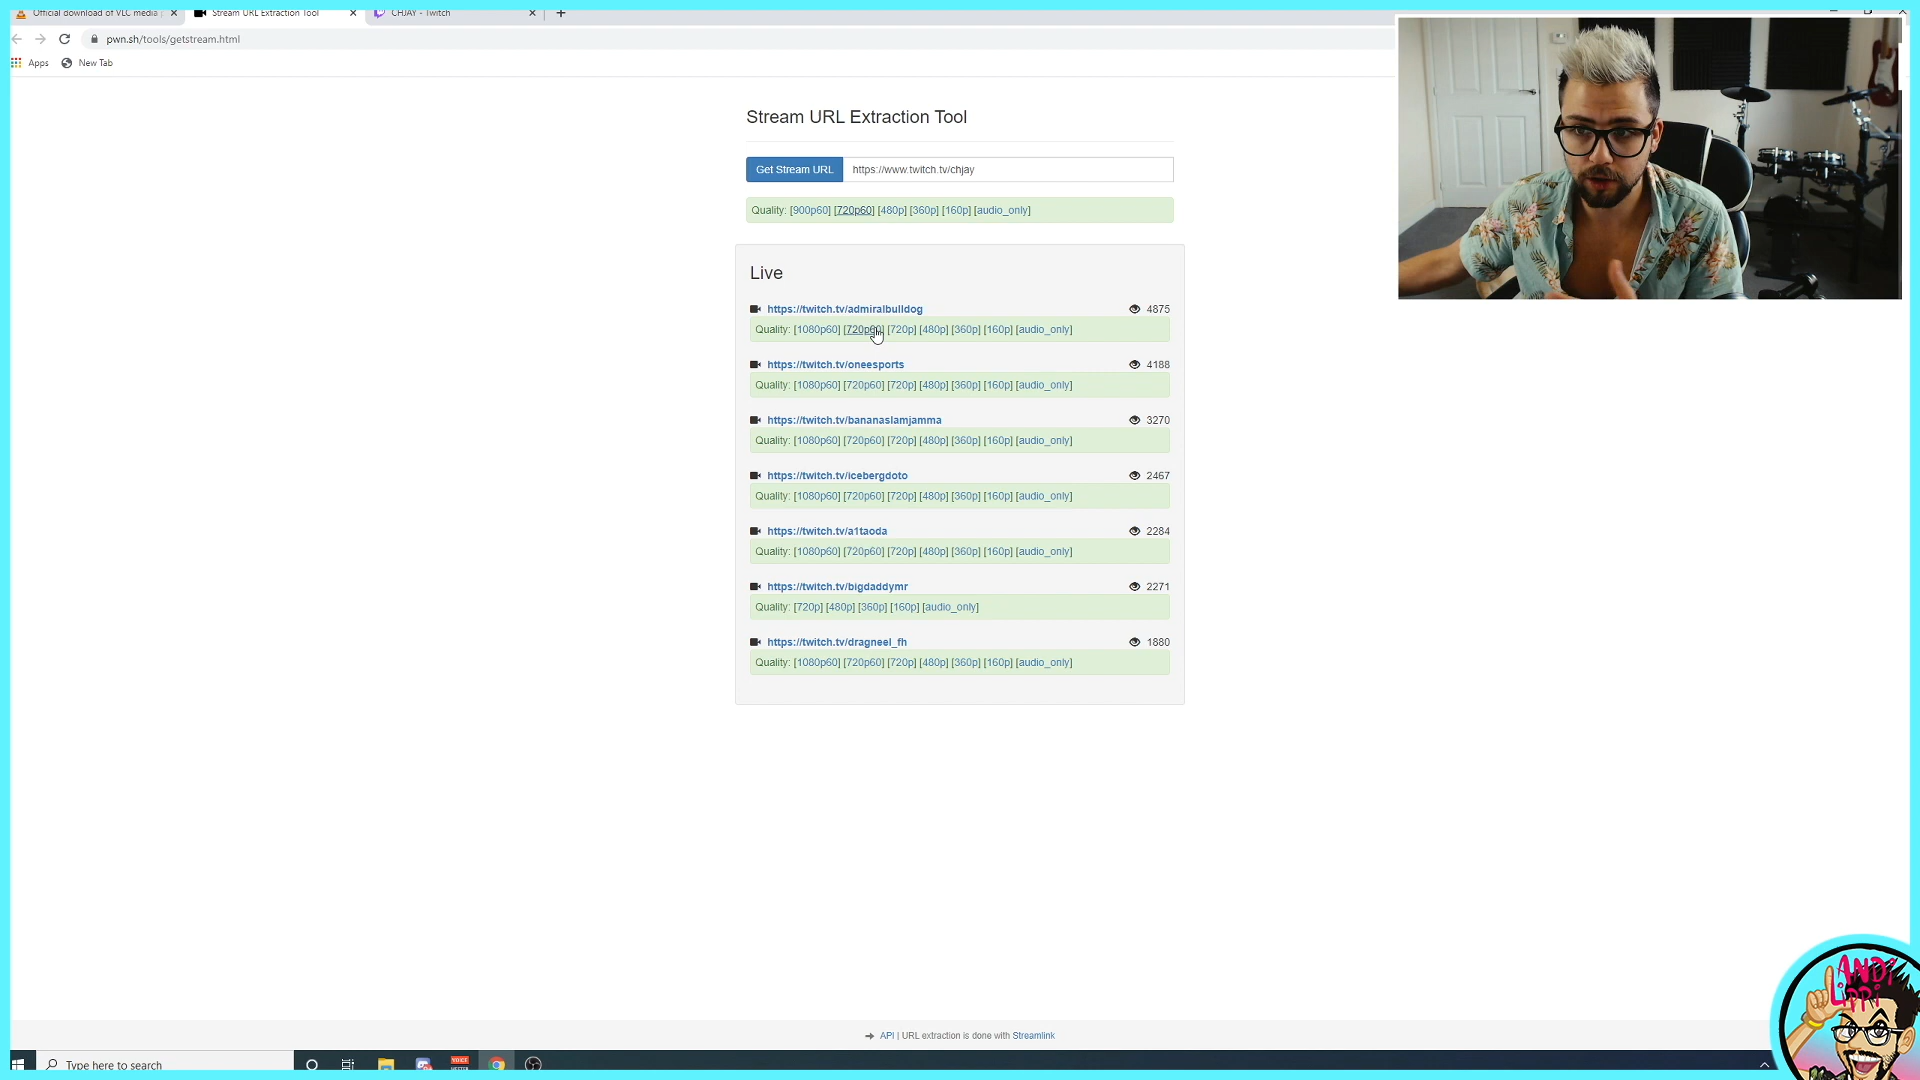 Official download of VLC media
Stream URL Extraction Tool
CHJAY - Twitch
pwn.sh/tools/getstream.html
Apps
New Tab
Stream URL Extraction Tool
Get Stream URL
https://www.twitch.tv/chjay
Quality: [900p60] [720p60] [480p] [360p] [160p] [audio_only]
Live
https://twitch.tv/admiralbulldog 4875
Quality: [1080p60] [720p60] [720p] [480p] [360p] [160p] [audio_only]
https://twitch.tv/oneesports 4188
Quality: [1080p60] [720p60] [720p] [480p] [360p] [160p] [audio_only]
https://twitch.tv/bananaslamjamma 3270
Quality: [1080p60] [720p60] [720p] [480p] [360p] [160p] [audio_only]
https://twitch.tv/icebergdoto 2467
Quality: [1080p60] [720p60] [720p] [480p] [360p] [160p] [audio_only]
https://twitch.tv/a1taoda 2284
Quality: [1080p60] [720p60] [720p] [480p] [360p] [160p] [audio_only]
https://twitch.tv/bigdaddymr 2271
Quality: [720p] [480p] [360p] [160p] [audio_only]
https://twitch.tv/dragneel_fh 1880
Quality: [1080p60] [720p60] [720p] [480p] [360p] [160p] [audio_only]
API | URL extraction is done with Streamlink
Type here to search
VOICE
ANDi
LiPPi